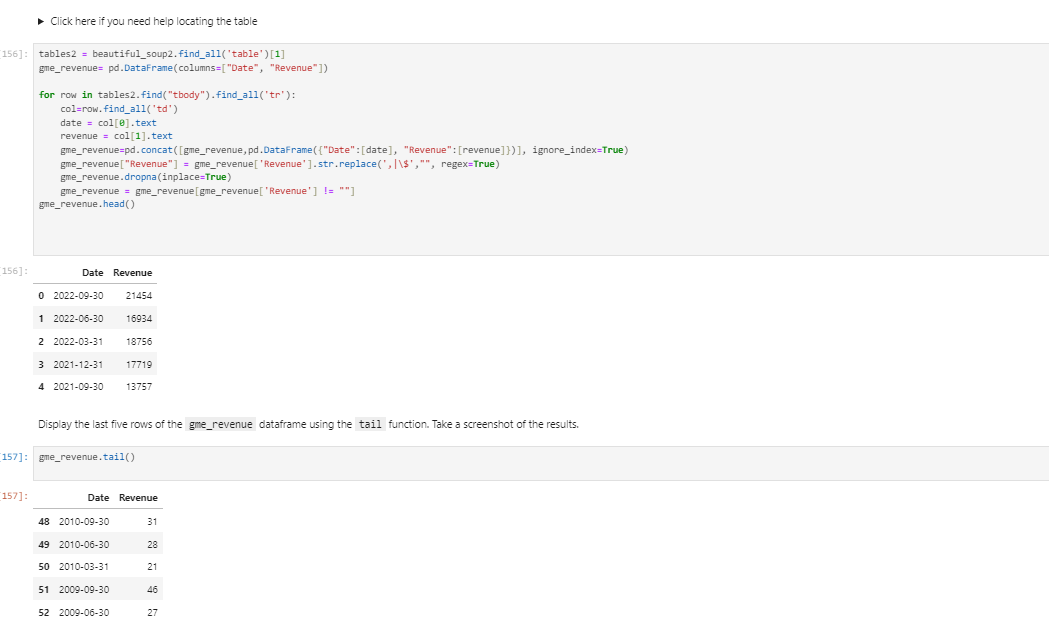 ▶ Click here if you need help locating the table
156]:
tables2 = beautiful_soup2.find_all('table')[1]
gme_revenue= pd.DataFrame(columns=["Date", "Revenue"])
for row in tables2.find("tbody").find_all('tr'):
    col=row.find_all('td')
    date = col[0].text
    revenue = col[1].text
    gme_revenue=pd.concat([gme_revenue,pd.DataFrame({"Date":[date], "Revenue":[revenue]})], ignore_index=True)
    gme_revenue["Revenue"] = gme_revenue['Revenue'].str.replace(',|\$',"", regex=True)
    gme_revenue.dropna(inplace=True)
    gme_revenue = gme_revenue[gme_revenue['Revenue'] != ""]
gme_revenue.head()
156]:
Date Revenue
0 2022-09-30 21454
1 2022-06-30 16934
2 2022-03-31 18756
3 2021-12-31 17719
4 2021-09-30 13757
Display the last five rows of the gme_revenue dataframe using the tail function. Take a screenshot of the results.
157]:
gme_revenue.tail()
157]:
Date Revenue
48 2010-09-30 31
49 2010-06-30 28
50 2010-03-31 21
51 2009-09-30 46
52 2009-06-30 27